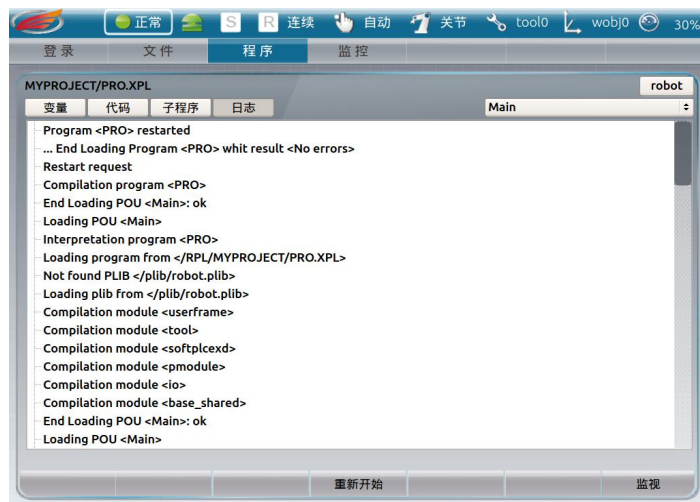 正常 S R 连续 自动 关节 tool0 wobj0 30%
登录 文件 程序 监控
MYPROJECT/PRO.XPL robot
变量 代码 子程序 日志 Main
Program <PRO> restarted
... End Loading Program <PRO> whit result <No errors>
Restart request
Compilation program <PRO>
End Loading POU <Main>: ok
Loading POU <Main>
Interpretation program <PRO>
Loading program from </RPL/MYPROJECT/PRO.XPL>
Not found PLIB </plib/robot.plib>
Loading plib from </plib/robot.plib>
Compilation module <userframe>
Compilation module <tool>
Compilation module <softplcexd>
Compilation module <pmodule>
Compilation module <io>
Compilation module <base_shared>
End Loading POU <Main>: ok
Loading POU <Main>
重新开始 监视